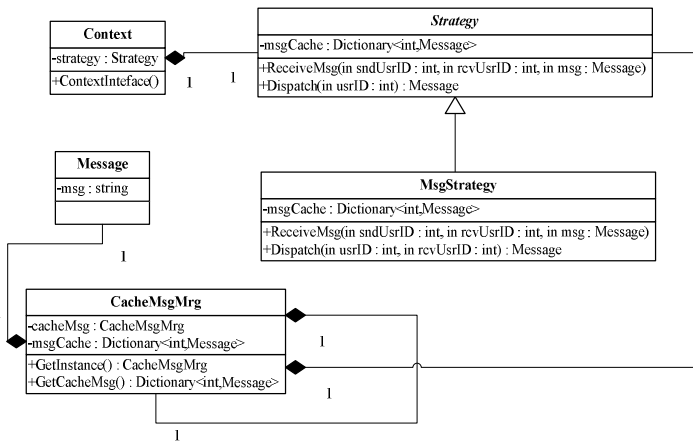 Context
-strategy : Strategy
+ContextInteface()
1
1
Strategy
-msgCache : Dictionary<int,Message>
+ReceiveMsg(in sndUsrID : int, in rcvUsrID : int, in msg : Message)
+Dispatch(in usrID : int) : Message
Message
-msg : string
1
MsgStrategy
-msgCache : Dictionary<int,Message>
+ReceiveMsg(in sndUsrID : int, in rcvUsrID : int, in msg : Message)
+Dispatch(in usrID : int, in rcvUsrID : int) : Message
CacheMsgMrg
-cacheMsg : CacheMsgMrg
-msgCache : Dictionary<int,Message>
+GetInstance() : CacheMsgMrg
+GetCacheMsg() : Dictionary<int,Message>
1
1
1